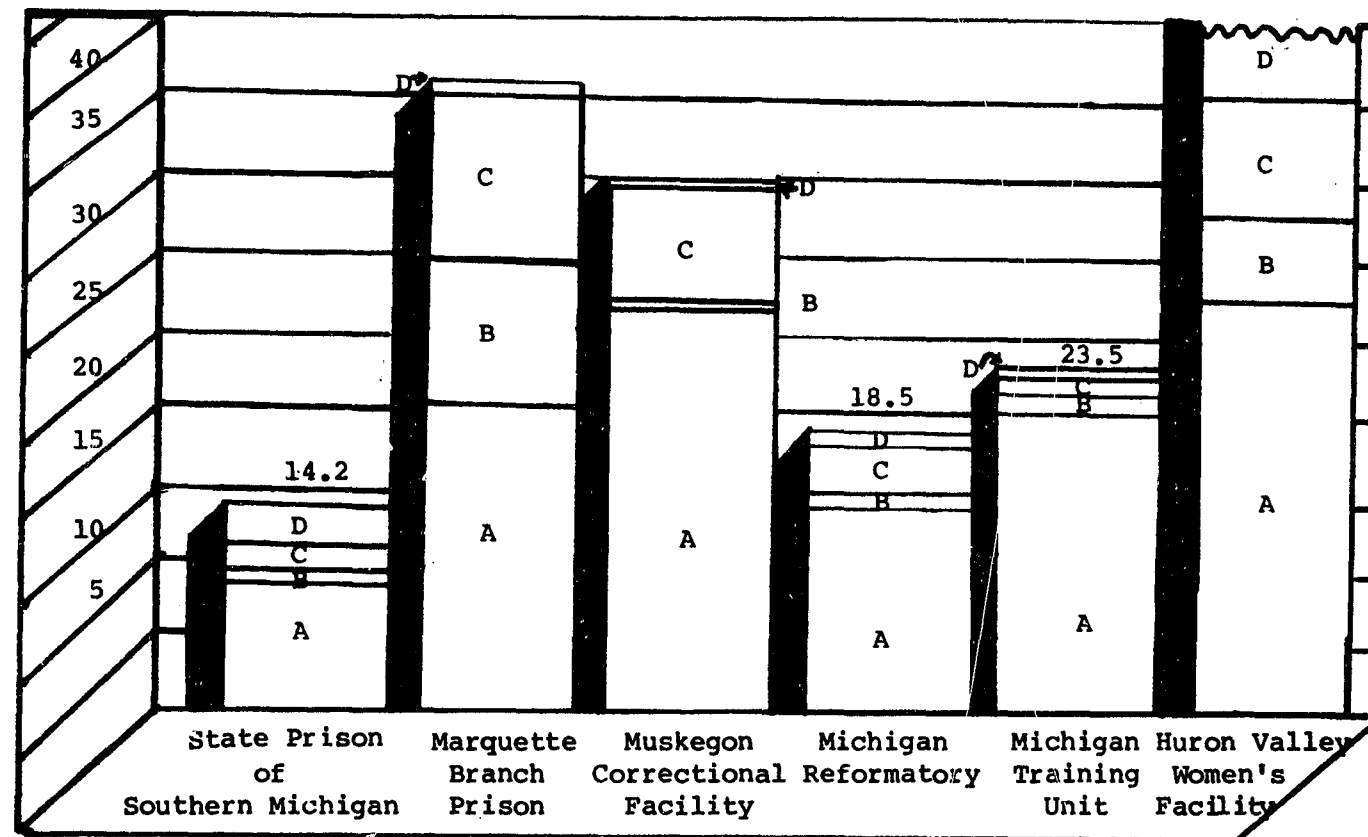 40
35
30
25
20
15
10
5
D
C
B
A
D
C
B
A
14.2
D
C
B
A
18.5
D
C
B
A
23.5
D
C
B
A
D
C
B
A
State Prison
of
Southern Michigan
Marquette
Branch
Prison
Muskegon
Correctional
Facility
Michigan
Reformatory
Michigan
Training
Unit
Huron Valley
Women's
Facility